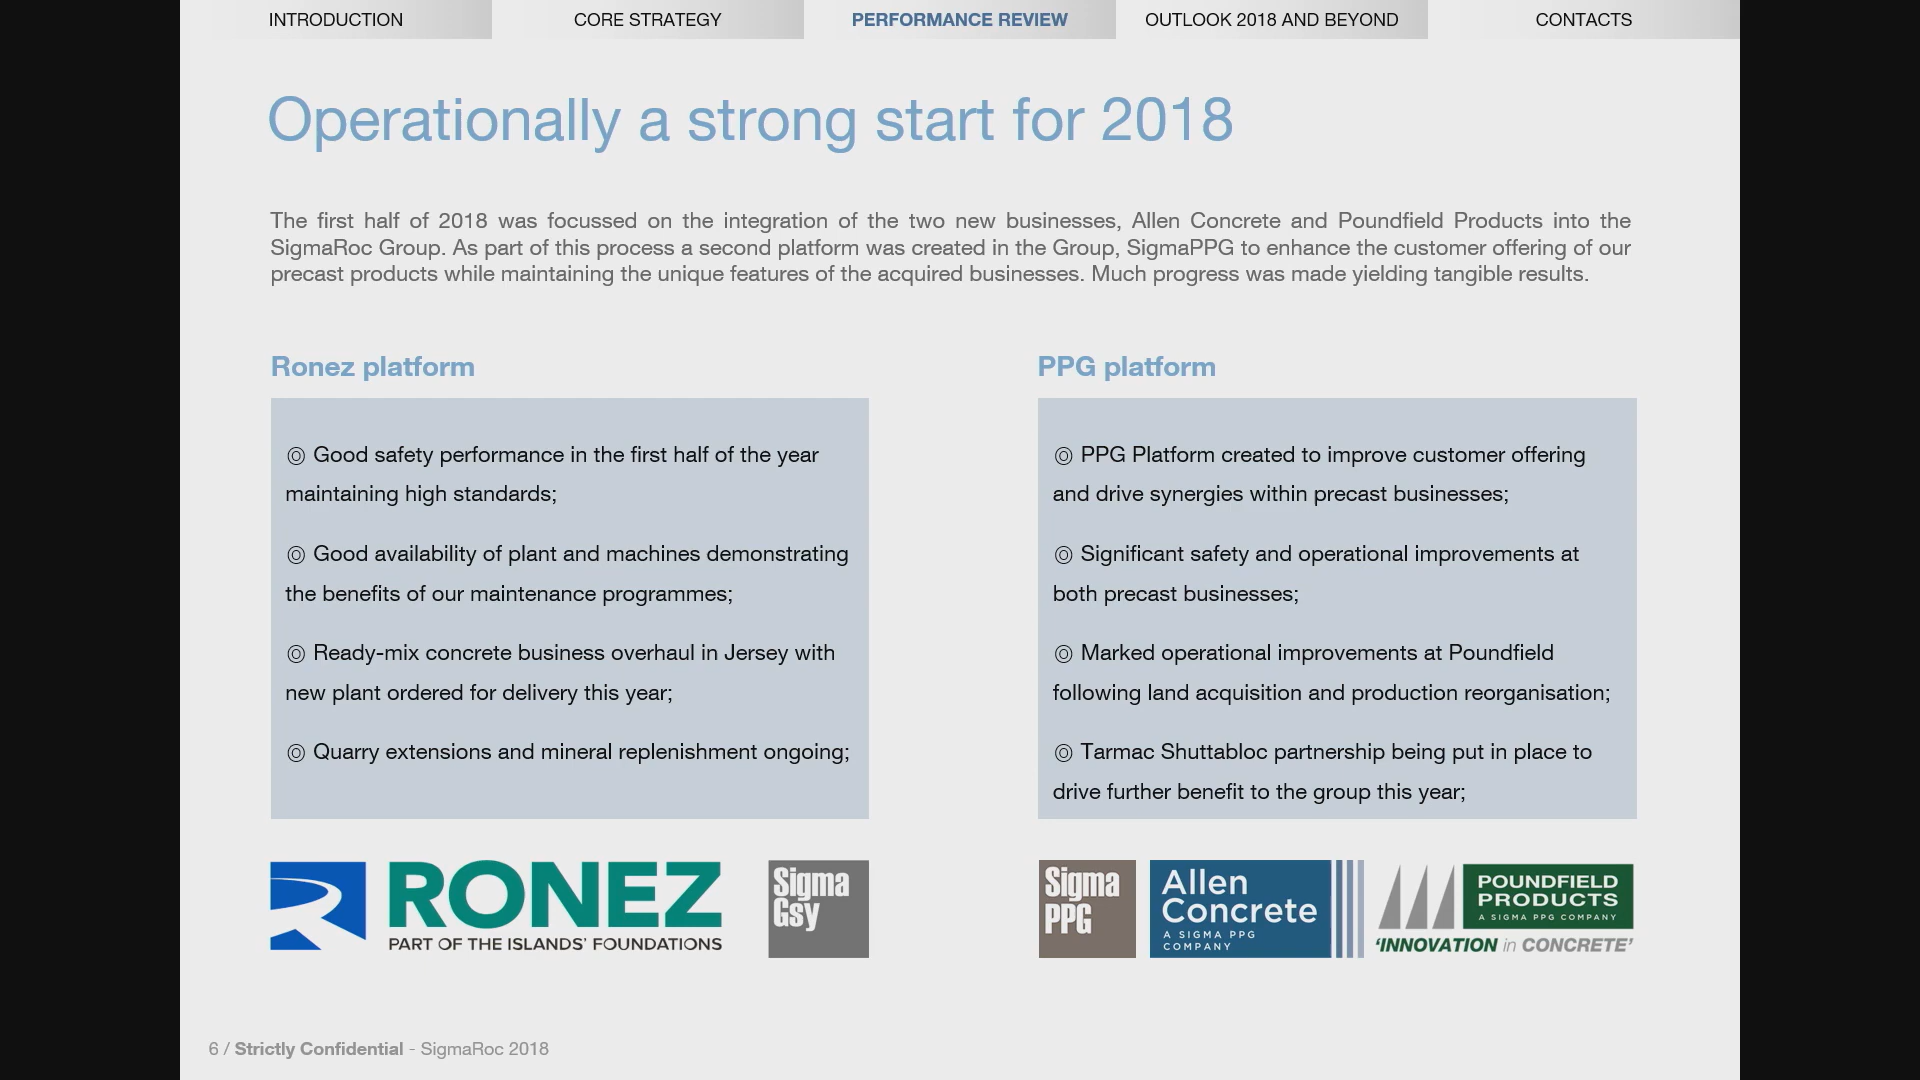 INTRODUCTION
CORE STRATEGY
PERFORMANCE REVIEW
OUTLOOK 2018 AND BEYOND
CONTACTS
Operationally a strong start for 2018
The first half of 2018 was focussed on the integration of the two new businesses, Allen Concrete and Poundfield Products into the
SigmaRoc Group. As part of this process a second platform was created in the Group, SigmaPPG to enhance the customer offering of our
precast products while maintaining the unique features of the acquired businesses. Much progress was made yielding tangible results.
Ronez platform
◎ Good safety performance in the first half of the year
maintaining high standards;
◎ Good availability of plant and machines demonstrating
the benefits of our maintenance programmes;
◎ Ready-mix concrete business overhaul in Jersey with
new plant ordered for delivery this year;
◎ Quarry extensions and mineral replenishment ongoing;
PPG platform
◎ PPG Platform created to improve customer offering
and drive synergies within precast businesses;
◎ Significant safety and operational improvements at
both precast businesses;
◎ Marked operational improvements at Poundfield
following land acquisition and production reorganisation;
◎ Tarmac Shuttabloc partnership being put in place to
drive further benefit to the group this year;
RONEZ
PART OF THE ISLANDS' FOUNDATIONS
Sigma
Gsy
Sigma
PPG
Allen
Concrete
A SIGMA PPG
COMPANY
POUNDFIELD
PRODUCTS
A SIGMA PPG COMPANY
'INNOVATION in CONCRETE'
6 / Strictly Confidential - SigmaRoc 2018